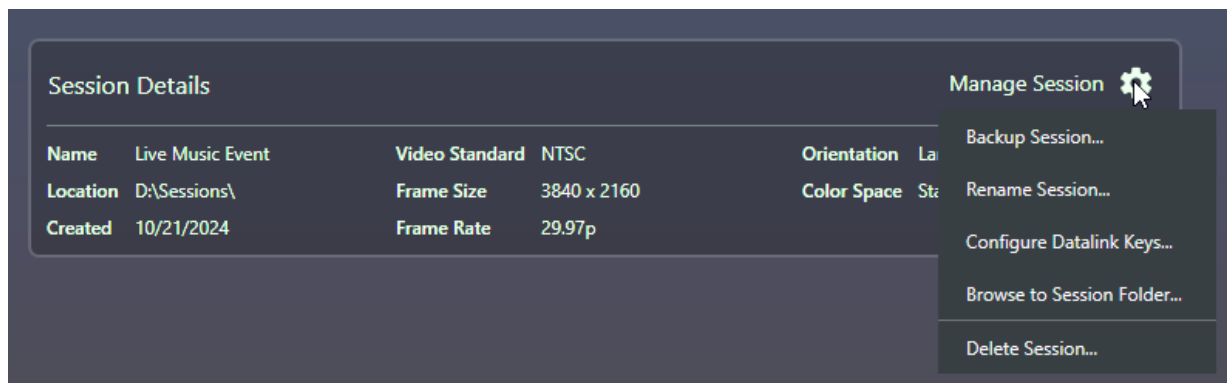 Session Details
Manage Session
Name Live Music Event Video Standard NTSC Orientation
Location D:\Sessions\ Frame Size 3840 x 2160 Color Space
Created 10/21/2024 Frame Rate 29.97p
Backup Session...
Rename Session...
Configure Datalink Keys...
Browse to Session Folder...
Delete Session...